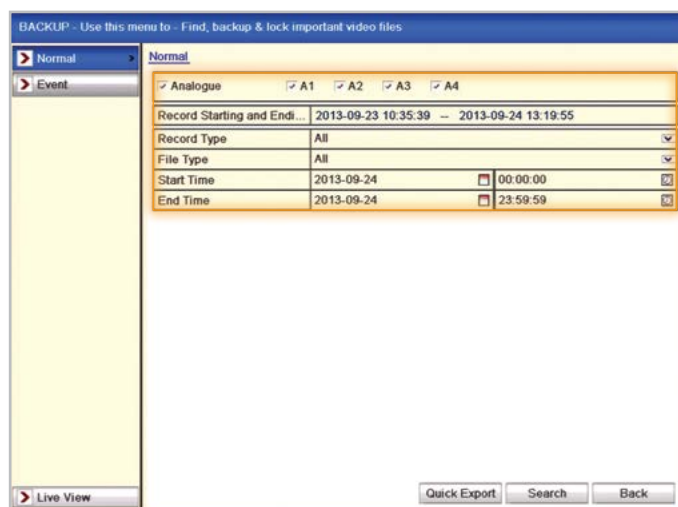 BACKUP - Use this menu to - Find, backup & lock important video files
Normal
Event
Normal
Analogue A1 A2 A3 A4
Record Starting and Endi... 2013-09-23 10:35:39 -- 2013-09-24 13:19:55
Record Type All
File Type All
Start Time 2013-09-24 00:00:00
End Time 2013-09-24 23:59:59
Live View
Quick Export Search Back